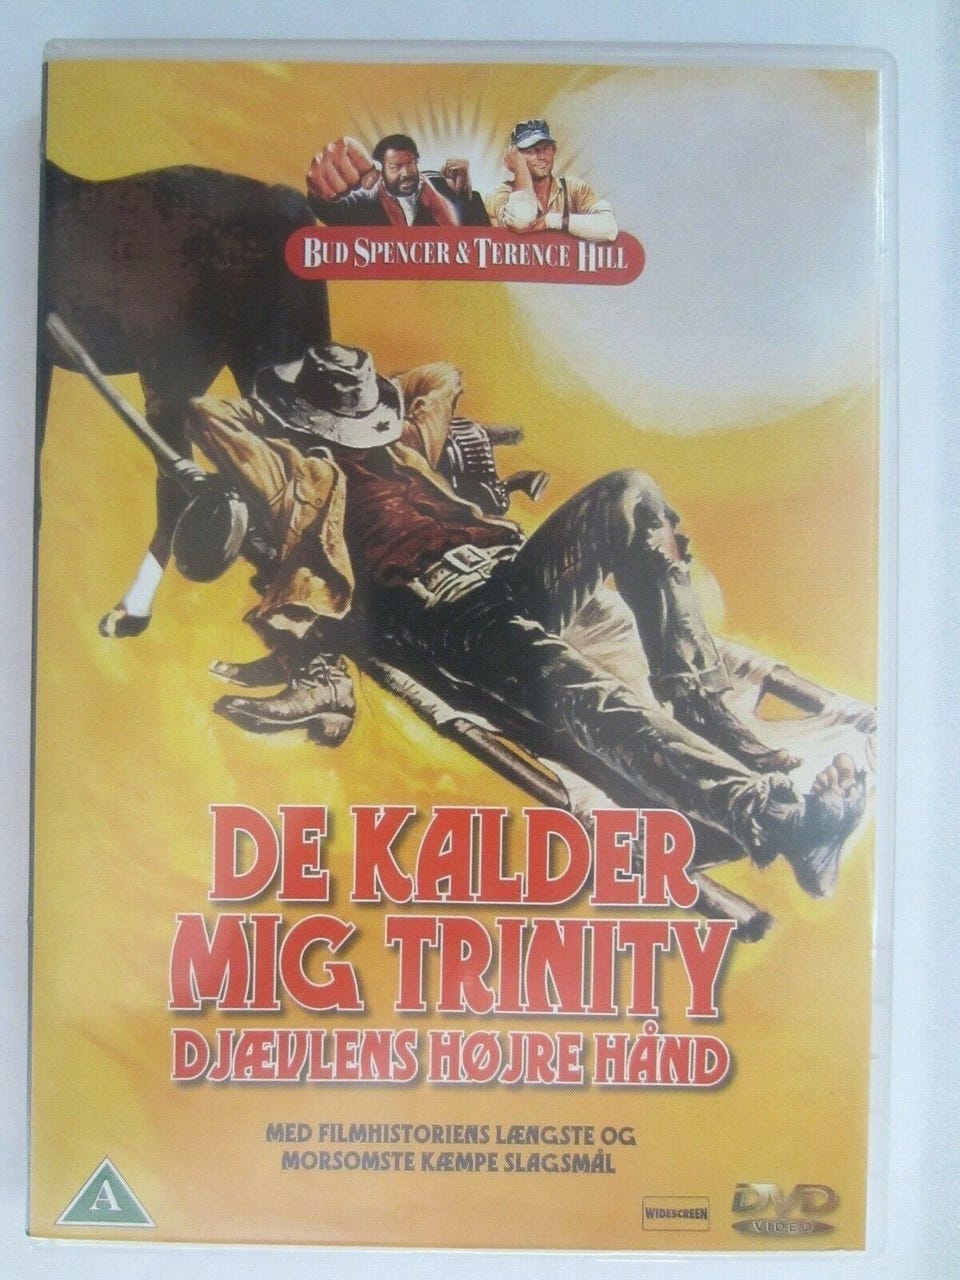 BUD SPENCER & TERENCE HILL
DE KALDER
MIG TRINITY
DJÆVLENS HØJRE HÅND
MED FILMHISTORIENS LÆNGSTE OG
MORSOMSTE KÆMPE SLAGSMÅL
A
WIDESCREEN
DVD
VIDEO